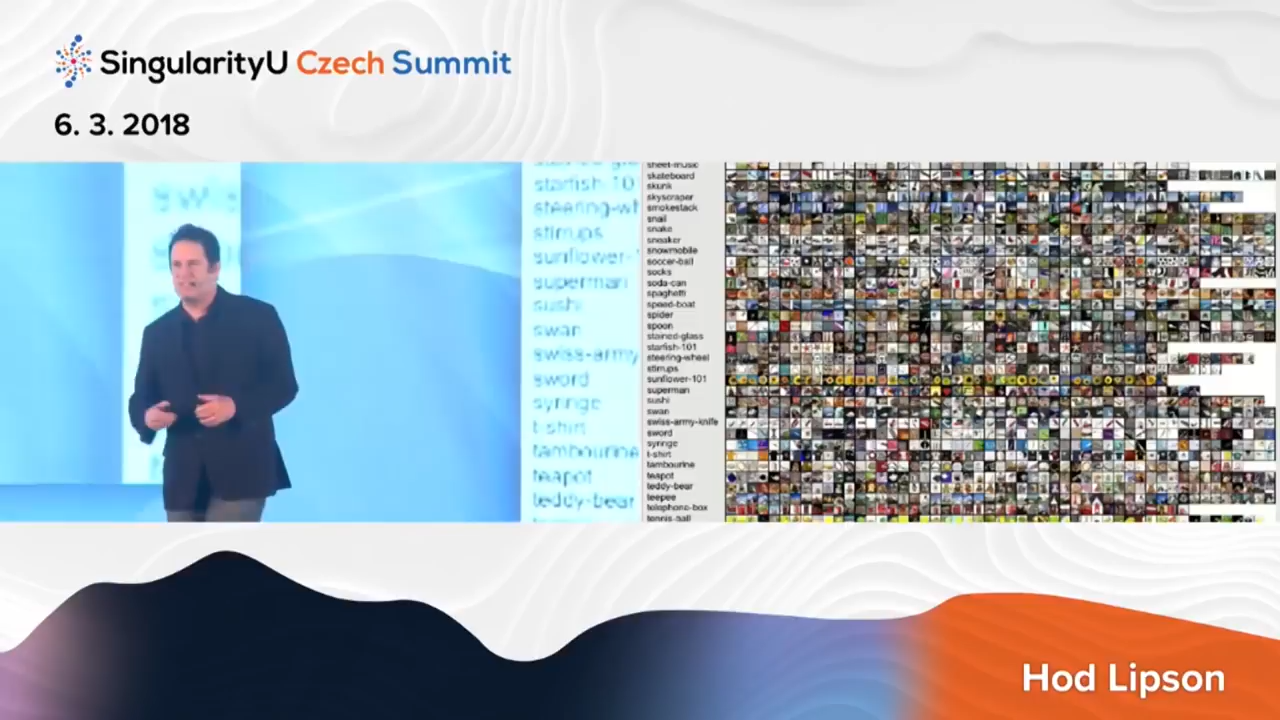 SingularityU Czech Summit
6. 3. 2018
starfish-10
steering-wh
stirrups
sunflower-
superman
sushi
swan
swiss-army
sword
syringe
t-shirt
tambourine
teapot
teddy-bear
sheet-music
skateboard
skunk
skyscraper
smokestack
snail
snake
sneaker
snowmobile
soccer-ball
socks
soda-can
spaghetti
speed-boat
spider
spoon
stained-glass
starfish-101
steering-wheel
stirrups
sunflower-101
superman
sushi
swan
swiss-army-knife
sword
syringe
t-shirt
tambourine
teapot
teddy-bear
teepee
telephone-box
tennis-ball
Hod Lipson